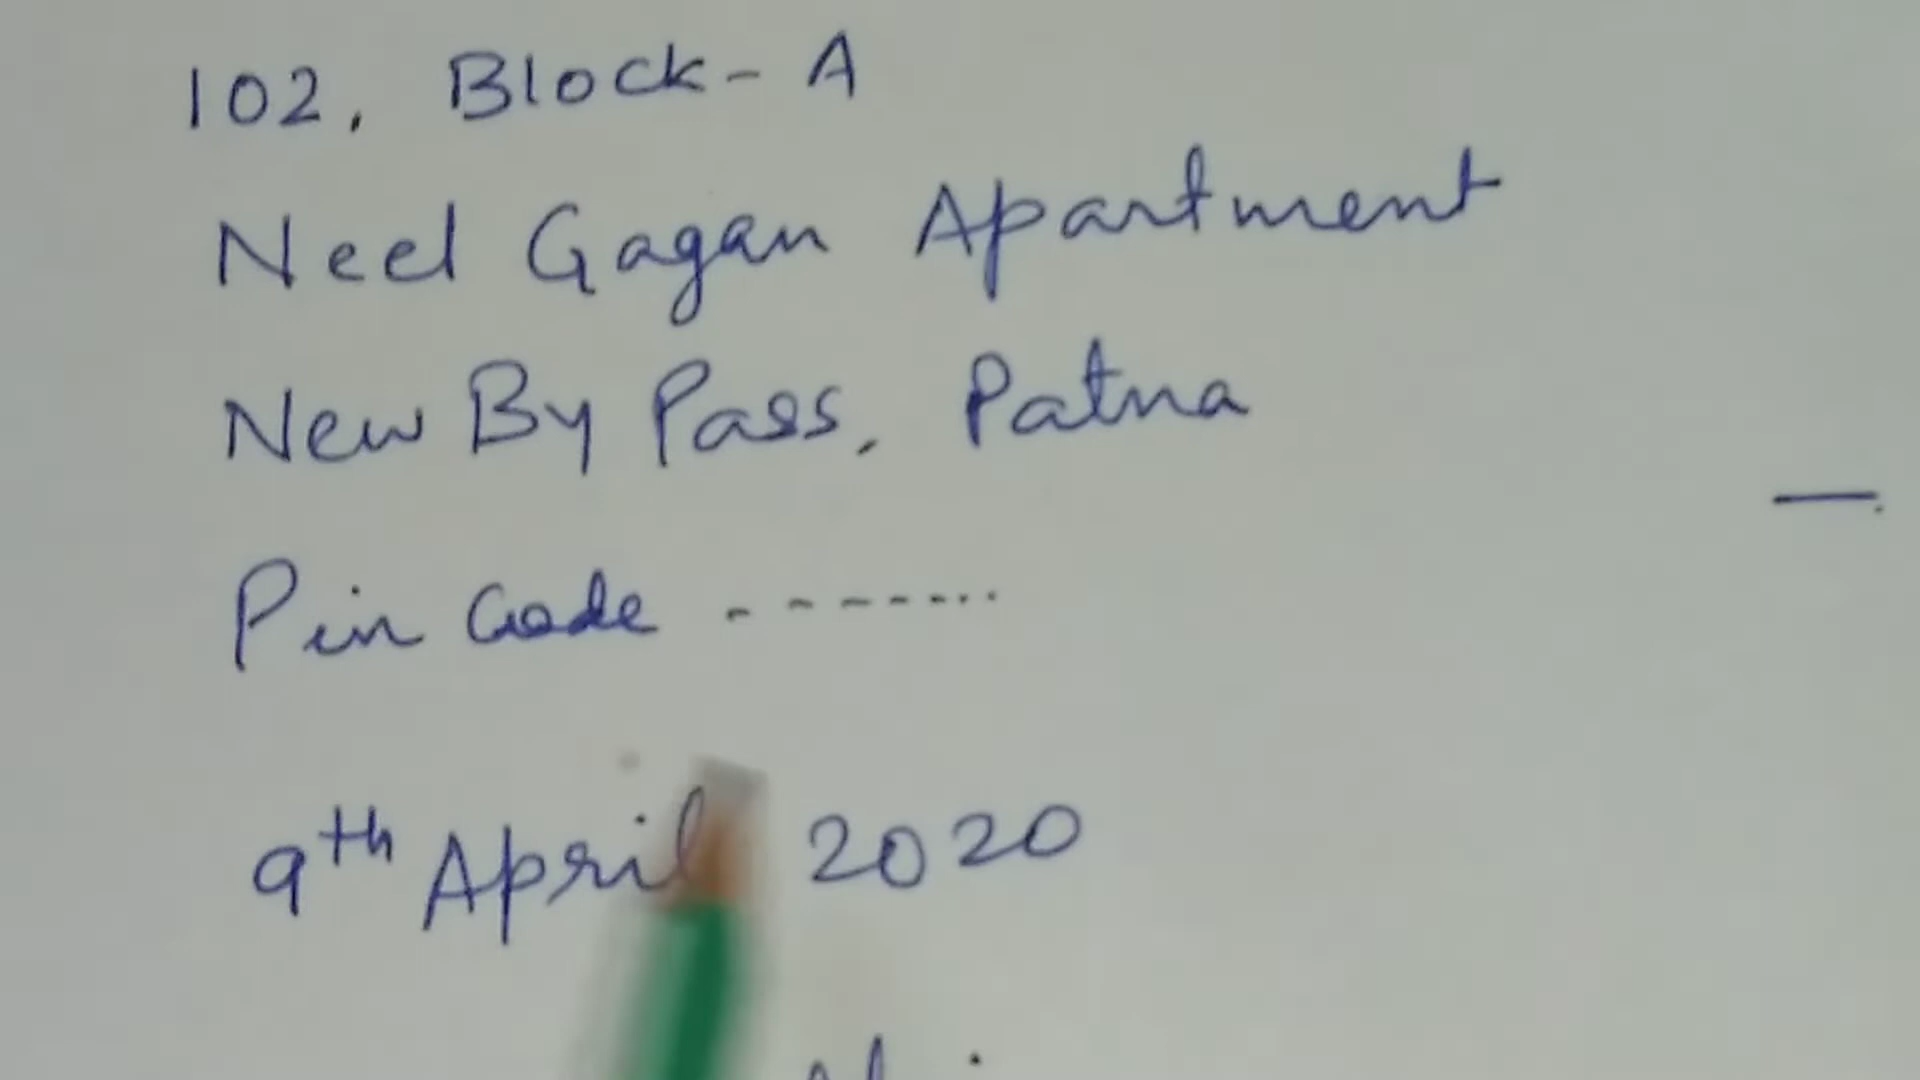 102, Block - A
Neel Gagan Apartment
New By Pass, Patna
Pin Code - - - - - - . .
9th April 2020